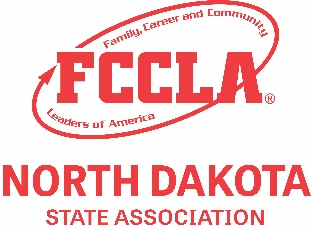 Family, Career and Community
FCCLA®
Leaders of America
NORTH DAKOTA
STATE ASSOCIATION